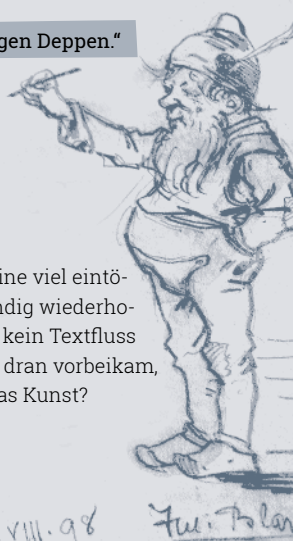 gen Deppen.“
ine viel eintö-
ndig wiederho-
kein Textfluss
dran vorbeikam,
as Kunst?
VIII. 98